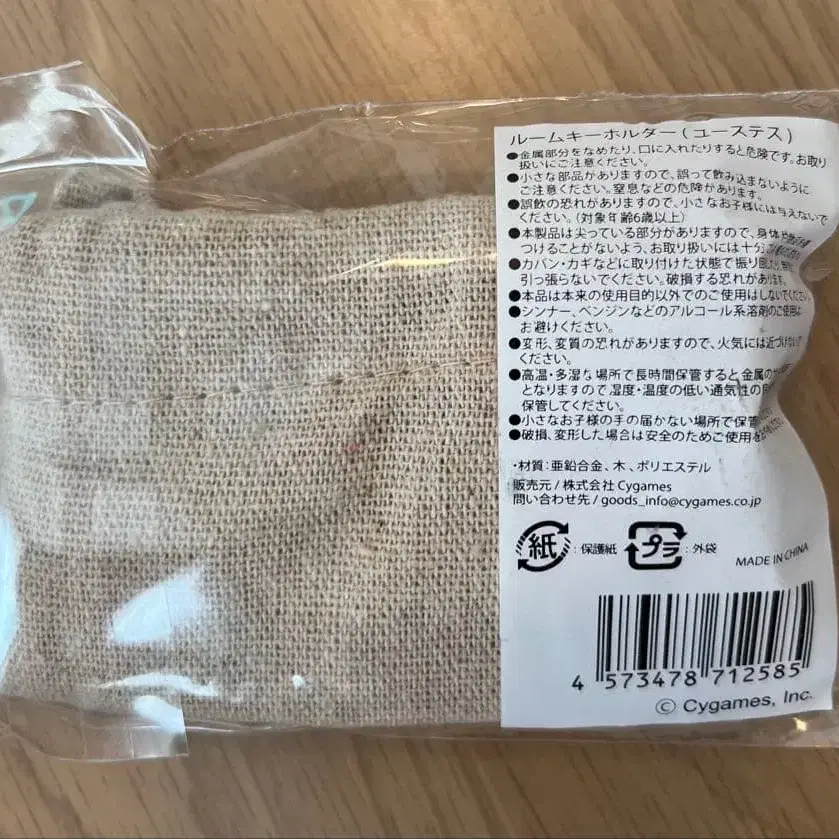 ルームキーホルダー(ユーステス)
●金属部分をなめたり、口に入れたりすると危険です。お取り
扱いにご注意ください。
●小さな部品がありますので、誤って飲み込まないように
ご注意ください。窒息などの危険があります。
●誤飲の恐れがありますので、小さなお子様には与えないで
ください。(対象年齢6歳以上)
●本製品は尖っている部分がありますので、身体や
つけることがないよう、お取り扱いには十分
●カバン・カギなどに取り付けた状態で振り回
引っ張らないでください。破損する恐れがあります。
●本品は本来の使用目的以外でのご使用はしないでください。
●シンナー、ベンジンなどのアルコール系溶剤のご使用は
お避けください。
●変形、変質の恐れがありますので、火気には近づけないで
ください。
●高温・多湿な場所で長時間保管すると金属の
となりますので湿度・温度の低い通気性の
保管してください。
●小さなお子様の手の届かない場所で保管
●破損、変形した場合は安全のためご使用を
・材質:亜鉛合金、木、ポリエステル
販売元/株式会社 Cygames
問い合わせ先/goods_info@cygames.co.jp
紙:保護紙 プラ:外袋
MADE IN CHINA
4 573478 712585
© Cygames, Inc.